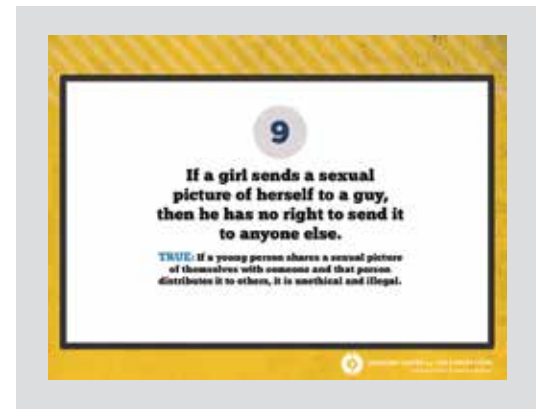 9
If a girl sends a sexual
picture of herself to a guy,
then he has no right to send it
to anyone else.
TRUE: If a young person shares a sexual picture
of themselves with someone and that person
distributes it to others, it is unethical and illegal.